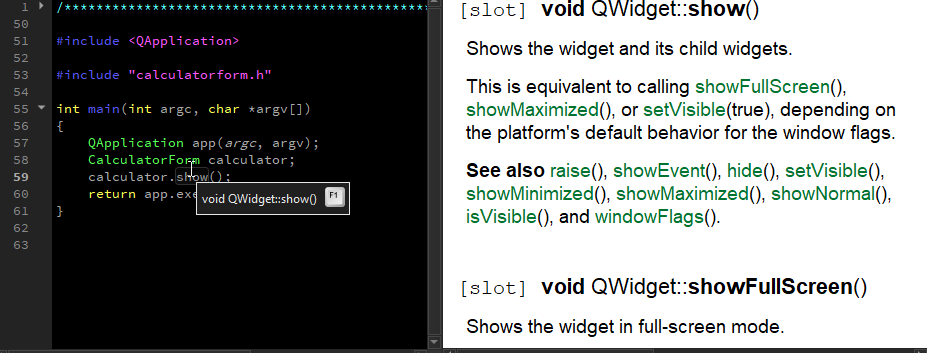 1 /*******************************************
50
51 #include <QApplication>
52
53 #include "calculatorform.h"
54
55 int main(int argc, char *argv[])
56 {
57 QApplication app(argc, argv);
58 CalculatorForm calculator;
59 calculator.show();
60 return app.exe
61 }
62
63
void QWidget::show() F1
[slot] void QWidget::show()
Shows the widget and its child widgets.
This is equivalent to calling showFullScreen(),
showMaximized(), or setVisible(true), depending on
the platform's default behavior for the window flags.
See also raise(), showEvent(), hide(), setVisible(),
showMinimized(), showMaximized(), showNormal(),
isVisible(), and windowFlags().
[slot] void QWidget::showFullScreen()
Shows the widget in full-screen mode.